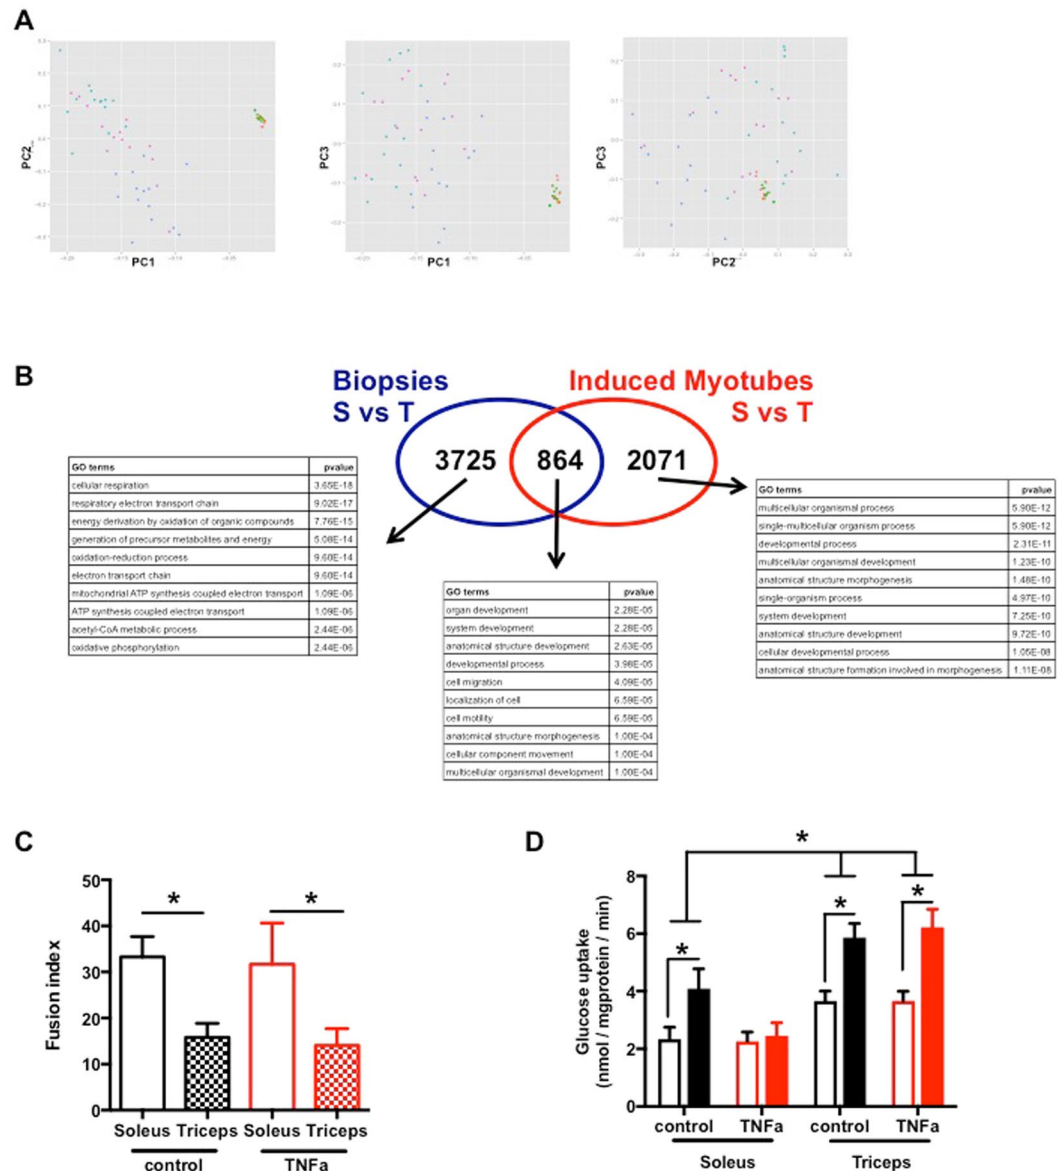 A
PC2
PC1
PC3
PC1
PC3
PC2
B
Biopsies
S vs T
Induced Myotubes
S vs T
3725 864 2071
GO terms pvalue
cellular respiration 3.65E-18
respiratory electron transport chain 9.02E-17
energy derivation by oxidation of organic compounds 7.76E-15
generation of precursor metabolites and energy 5.08E-14
oxidation-reduction process 9.60E-14
electron transport chain 9.60E-14
mitochondrial ATP synthesis coupled electron transport 1.09E-06
ATP synthesis coupled electron transport 1.09E-06
acetyl-CoA metabolic process 2.44E-06
oxidative phosphorylation 2.44E-06
GO terms pvalue
organ development 2.28E-05
system development 2.28E-05
anatomical structure development 2.63E-05
developmental process 3.98E-05
cell migration 4.09E-05
localization of cell 6.59E-05
cell motility 6.59E-05
anatomical structure morphogenesis 1.00E-04
cellular component movement 1.00E-04
multicellular organismal development 1.00E-04
GO terms pvalue
multicellular organismal process 5.90E-12
single-multicellular organism process 5.90E-12
developmental process 2.31E-11
multicellular organismal development 1.23E-10
anatomical structure morphogenesis 1.48E-10
single-organism process 4.97E-10
system development 7.25E-10
anatomical structure development 9.72E-10
cellular developmental process 1.05E-08
anatomical structure formation involved in morphogenesis 1.11E-08
C
Fusion index
50
40
30
20
10
0
* *
Soleus Triceps Soleus Triceps
control TNFa
D
Glucose uptake
(nmol / mgprotein / min)
8
6
4
2
0
*
* * *
control TNFa control TNFa
Soleus Triceps